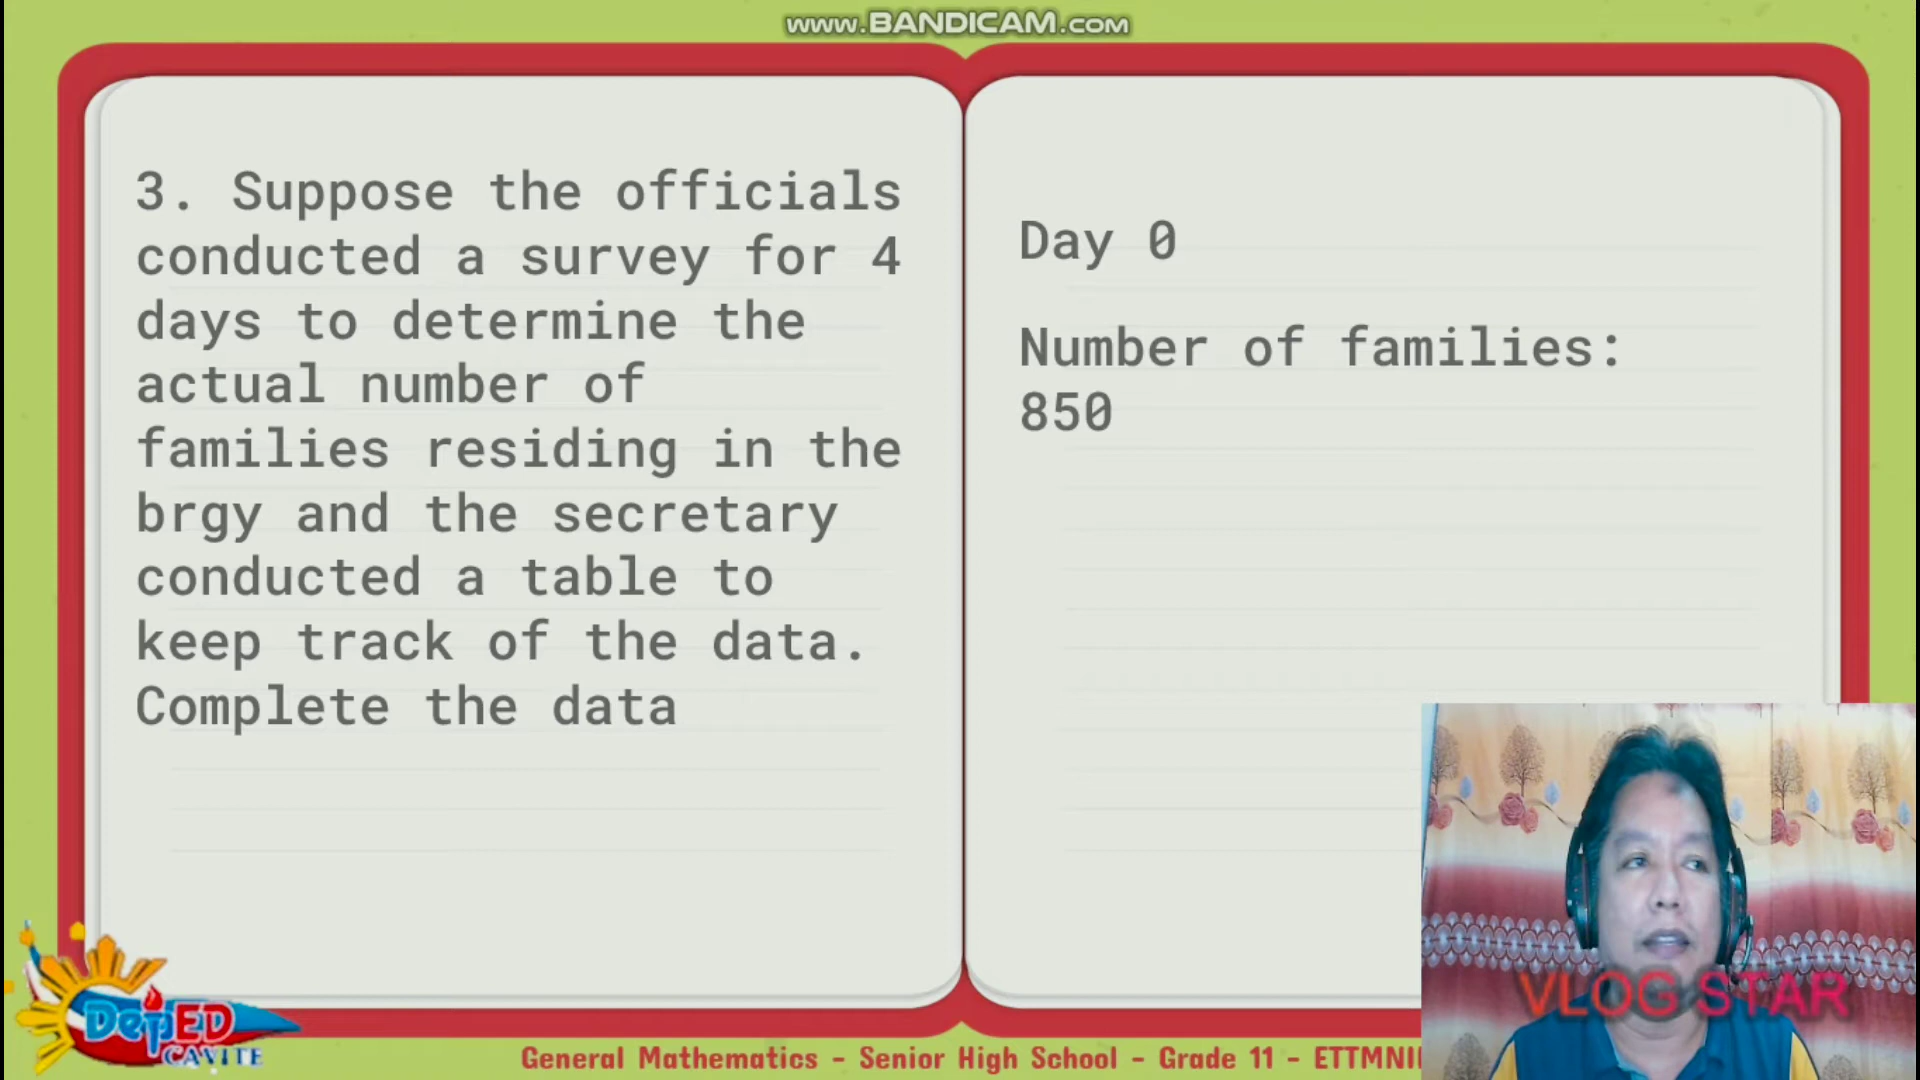 www.BANDICAM.com
3. Suppose the officials
conducted a survey for 4
days to determine the
actual number of
families residing in the
brgy and the secretary
conducted a table to
keep track of the data.
Complete the data
Day 0
Number of families:
850
DepED
CAVITE
VLOG STAR
General Mathematics - Senior High School - Grade 11 - ETTMNI